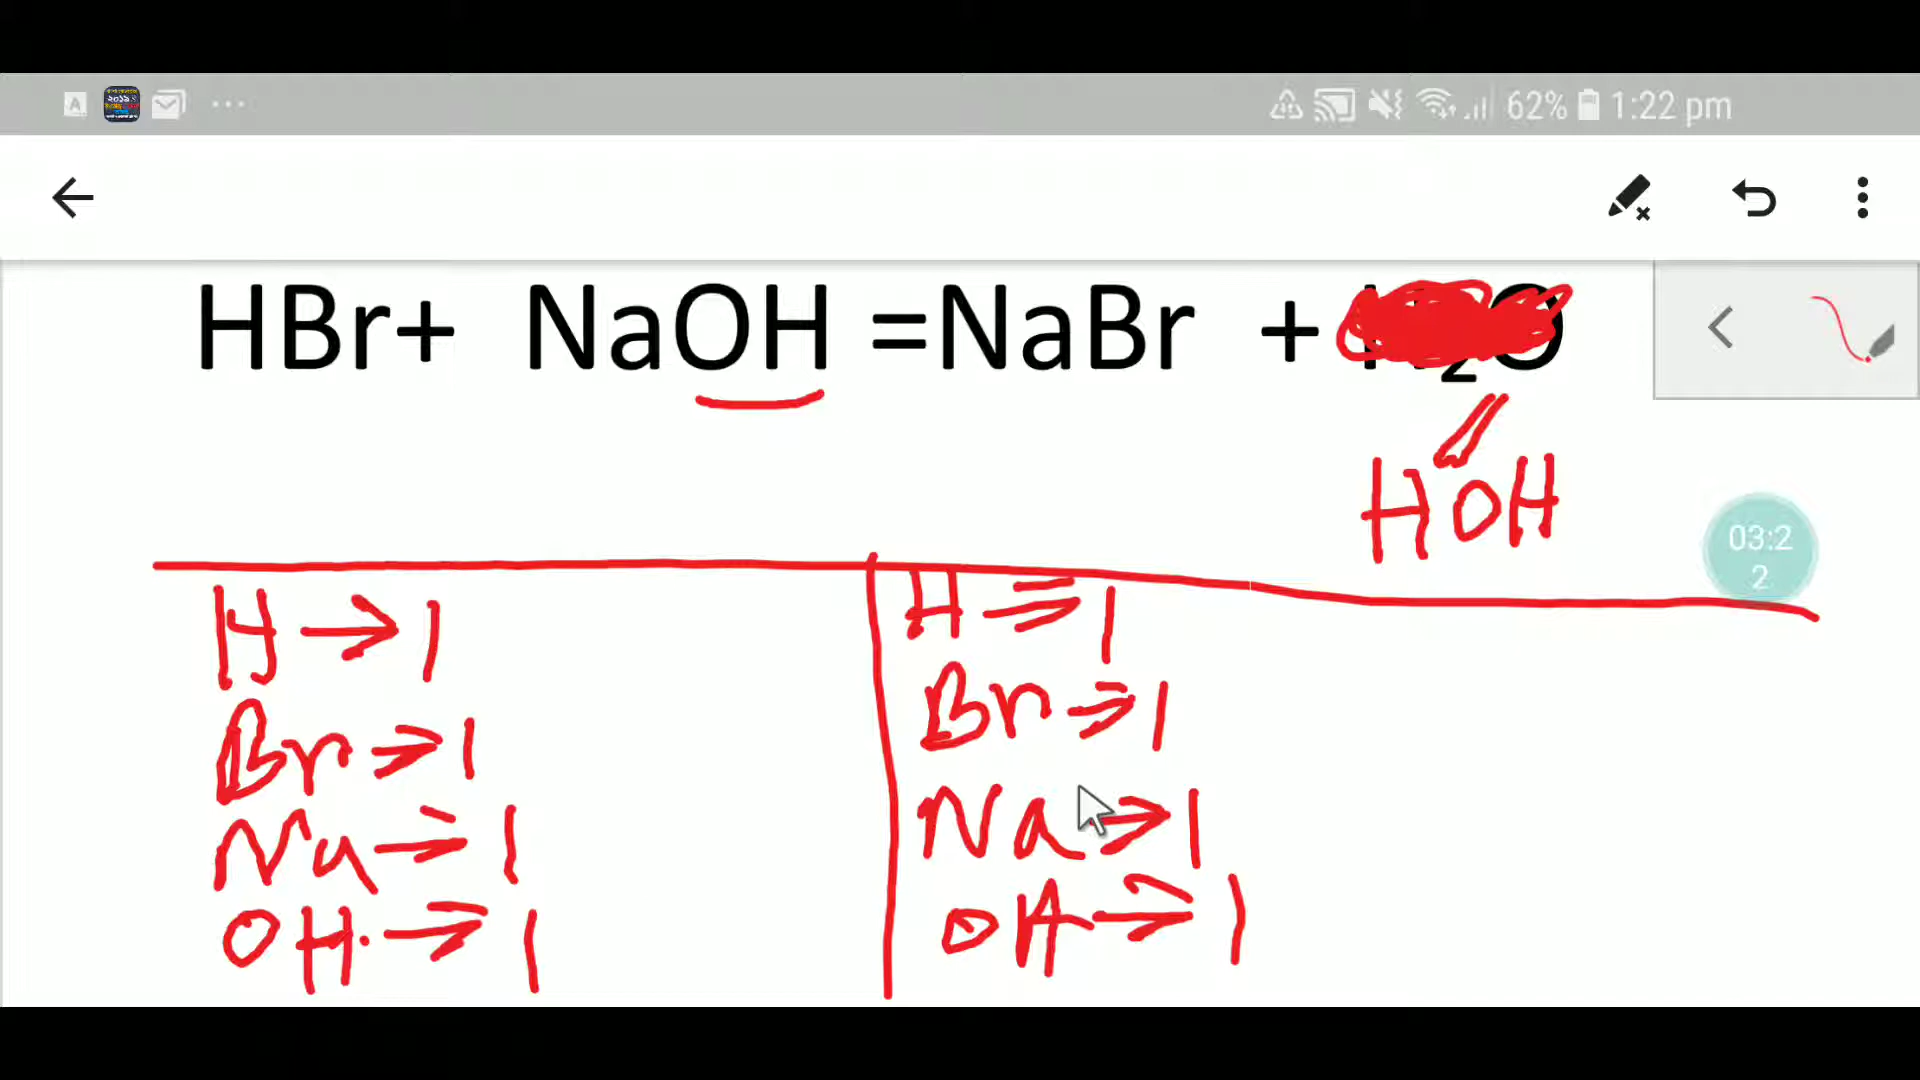 62% 1:22 pm
HBr+ NaOH =NaBr + H₂O
HOH
03:2
2
H → 1
Br → 1
Na → 1
OH → 1
H → 1
Br → 1
Na → 1
OH → 1